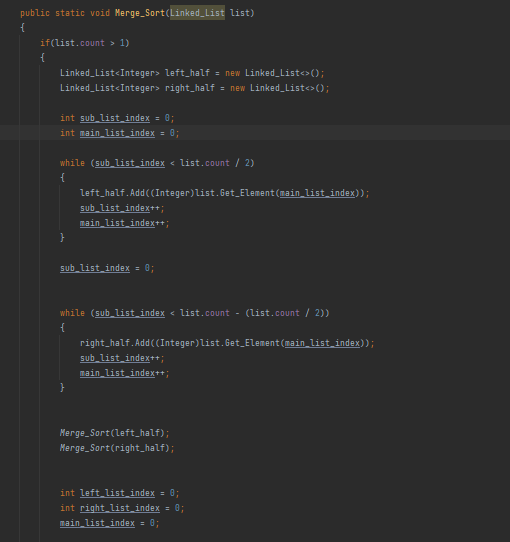 public static void Merge_Sort(Linked_List list)
{
if(list.count > 1)
{
Linked_List<Integer> left_half = new Linked_List<>();
Linked_List<Integer> right_half = new Linked_List<>();
int sub_list_index = 0;
int main_list_index = 0;
while (sub_list_index < list.count / 2)
{
left_half.Add((Integer)list.Get_Element(main_list_index));
sub_list_index++;
main_list_index++;
}
sub_list_index = 0;
while (sub_list_index < list.count - (list.count / 2))
{
right_half.Add((Integer)list.Get_Element(main_list_index));
sub_list_index++;
main_list_index++;
}
Merge_Sort(left_half);
Merge_Sort(right_half);
int left_list_index = 0;
int right_list_index = 0;
main_list_index = 0;